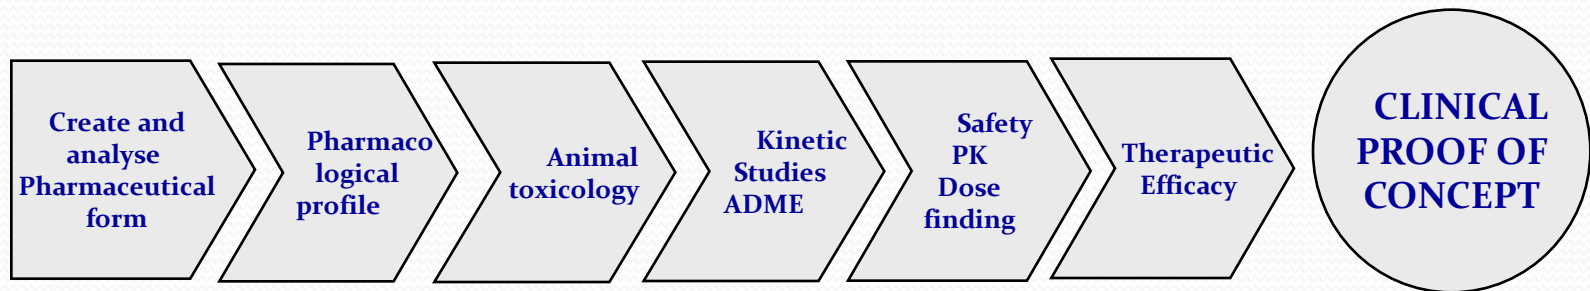 Create and
analyse
Pharmaceutical
form
Pharmaco
logical
profile
Animal
toxicology
Kinetic
Studies
ADME
Safety
PK
Dose
finding
Therapeutic
Efficacy
CLINICAL
PROOF OF
CONCEPT